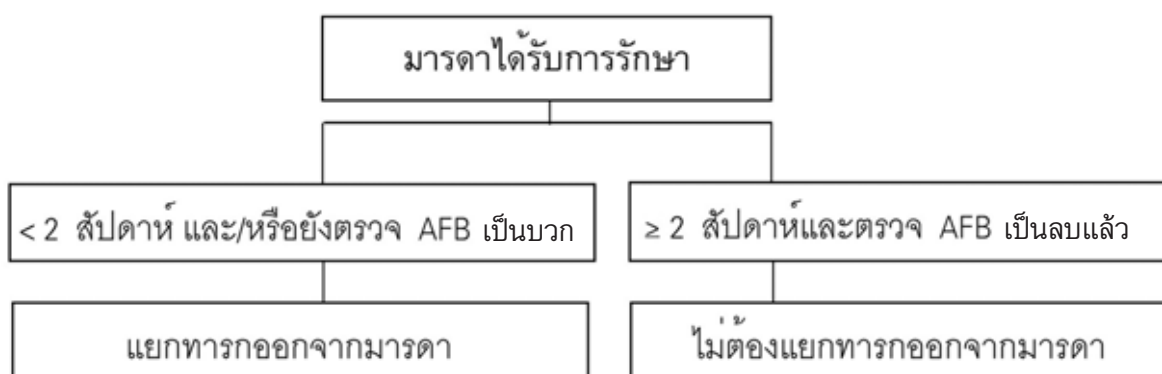 มารดาได้รับการรักษา
< 2 สัปดาห์ และ/หรือยังตรวจ AFB เป็นบวก
≥ 2 สัปดาห์และตรวจ AFB เป็นลบแล้ว
แยกทารกออกจากมารดา
ไม่ต้องแยกทารกออกจากมารดา